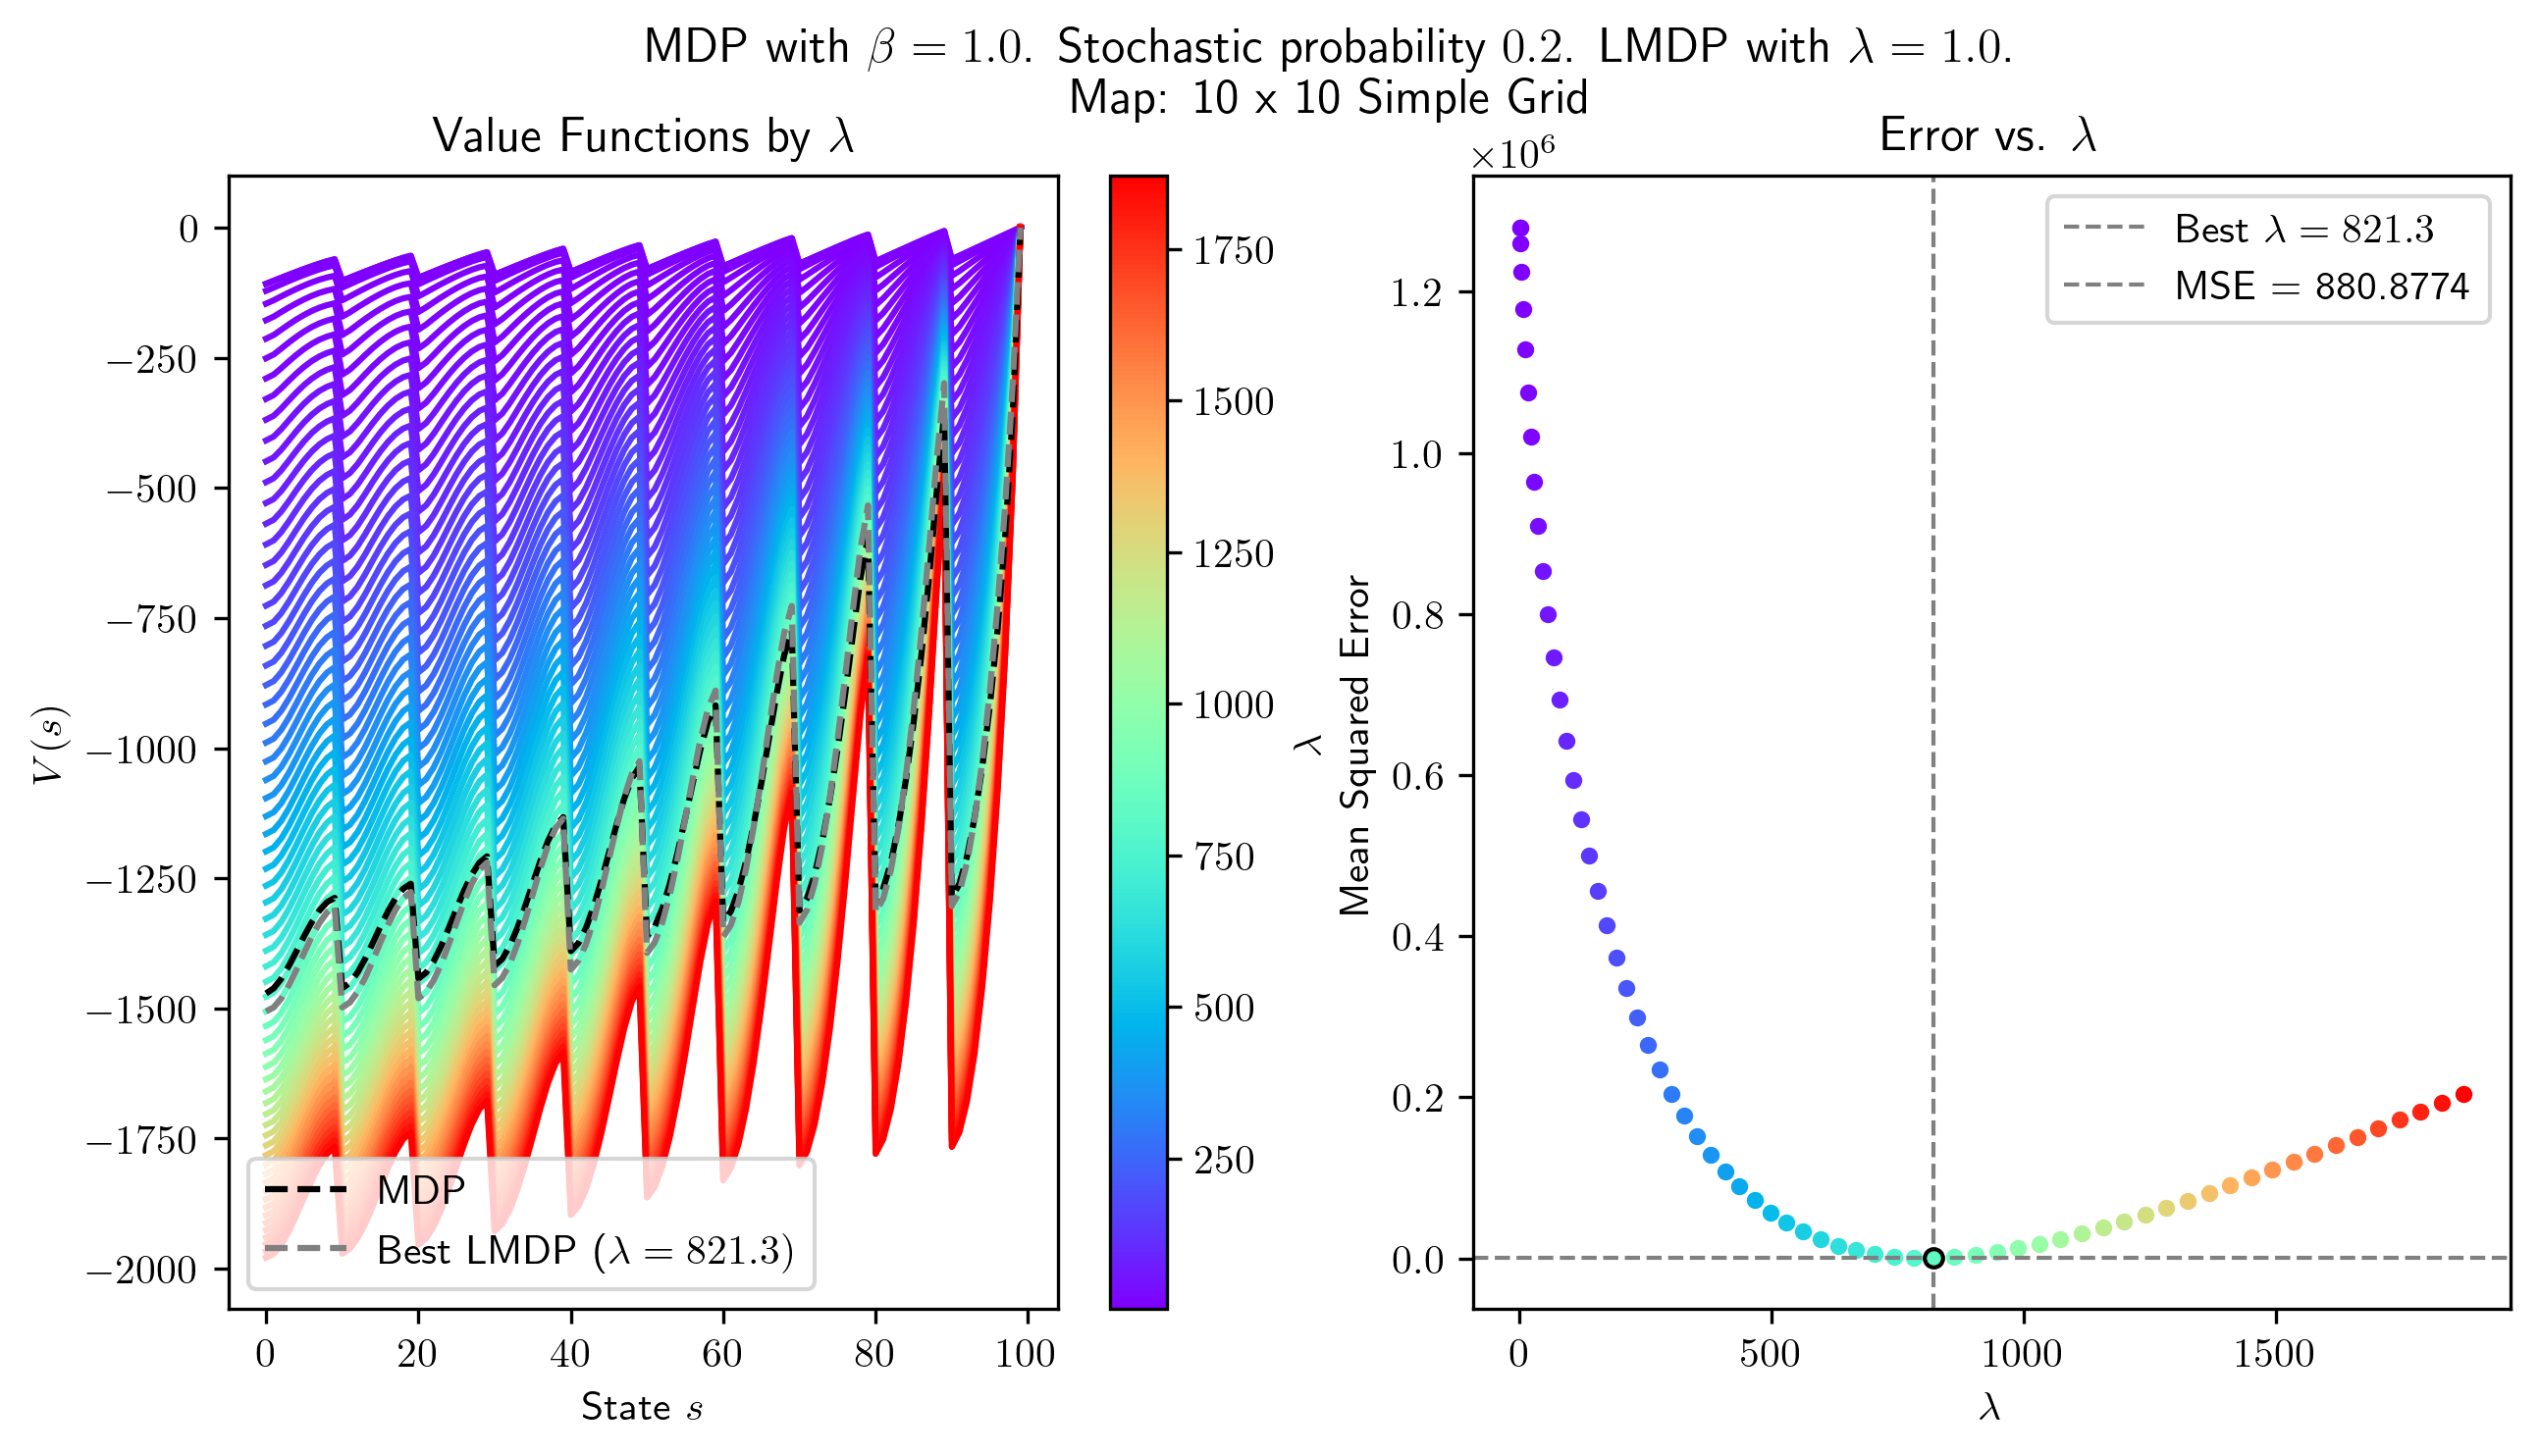 MDP with β = 1.0. Stochastic probability 0.2. LMDP with λ = 1.0.
Map: 10 x 10 Simple Grid
Value Functions by λ
0
−250
−500
−750
−1000
−1250
−1500
−1750
−2000
V(s)
0 20 40 60 80 100
State s
MDP
Best LMDP (λ = 821.3)
1750
1500
1250
1000
750
500
250
λ
Error vs. λ
×10⁶
1.2
1.0
0.8
0.6
0.4
0.2
0.0
Mean Squared Error
0 500 1000 1500
λ
Best λ = 821.3
MSE = 880.8774